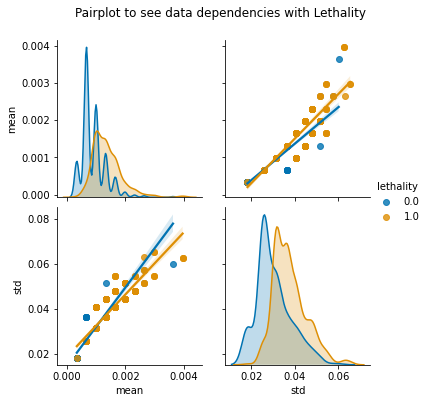 Pairplot to see data dependencies with Lethality
0.004
0.003
0.002
0.001
0.000
mean
lethality
0.0
1.0
0.08
0.06
0.04
0.02
std
0.000 0.002 0.004
mean
0.02 0.04 0.06
std